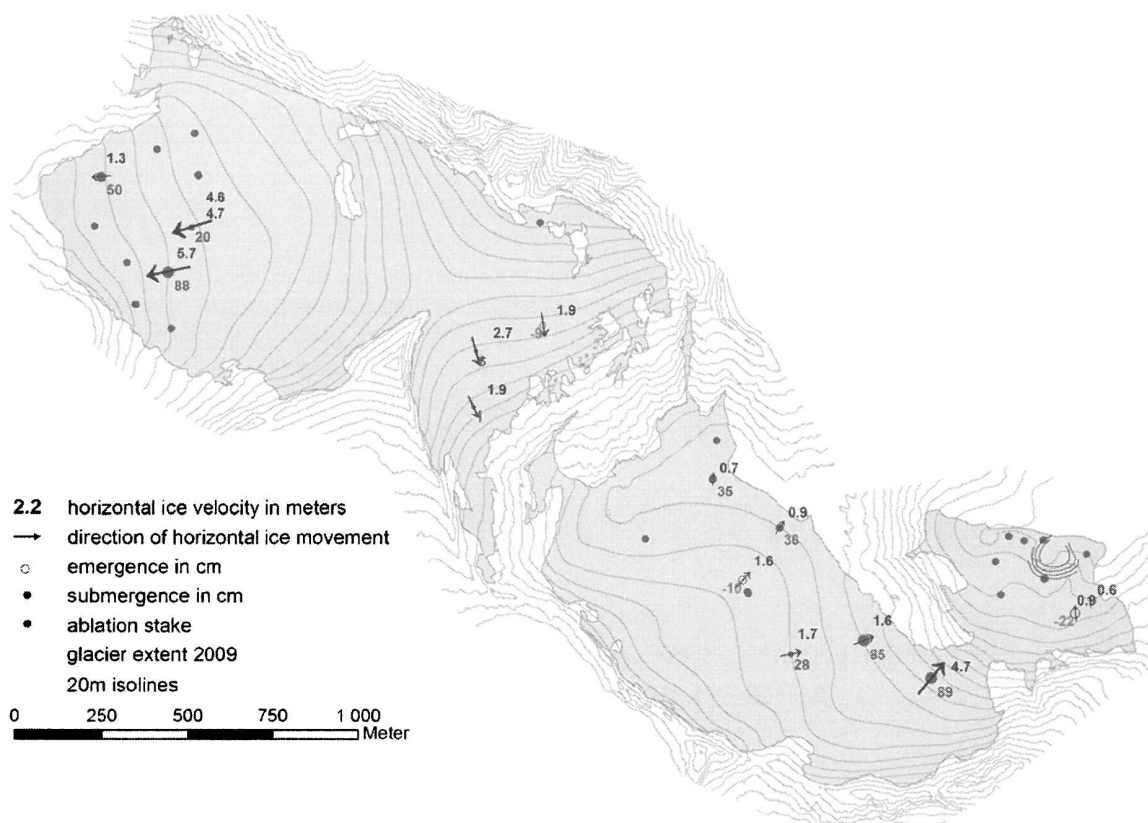 1.3
50
4.6
4.7
20
5.7
88
1.9
-9
2.7
1.9
0.7
35
0.9
36
1.6
-10
1.7
28
1.6
85
4.7
89
0.6
0.9
-22
2.2 horizontal ice velocity in meters
direction of horizontal ice movement
emergence in cm
submergence in cm
ablation stake
glacier extent 2009
20m isolines
0 250 500 750 1 000
Meter